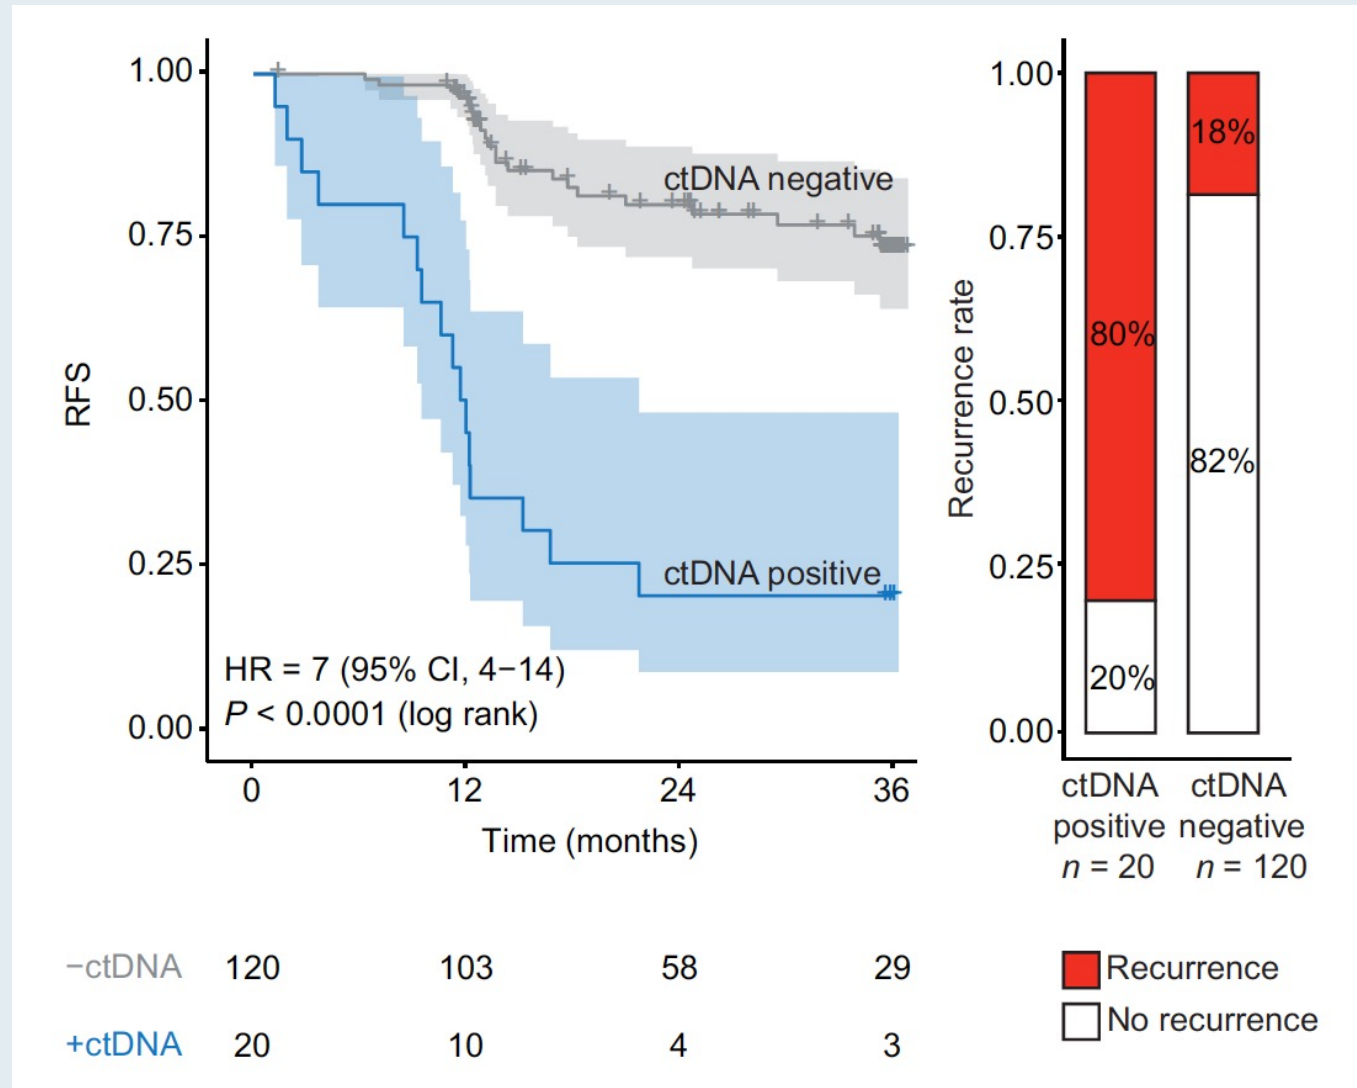 1.00
0.75
0.50
0.25
0.00
RFS
ctDNA negative
ctDNA positive
HR = 7 (95% CI, 4−14)
P < 0.0001 (log rank)
0 12 24 36
Time (months)
−ctDNA 120 103 58 29
+ctDNA 20 10 4 3
1.00
0.75
0.50
0.25
0.00
Recurrence rate
18%
80%
82%
20%
ctDNA ctDNA
positive negative
n = 20 n = 120
Recurrence
No recurrence